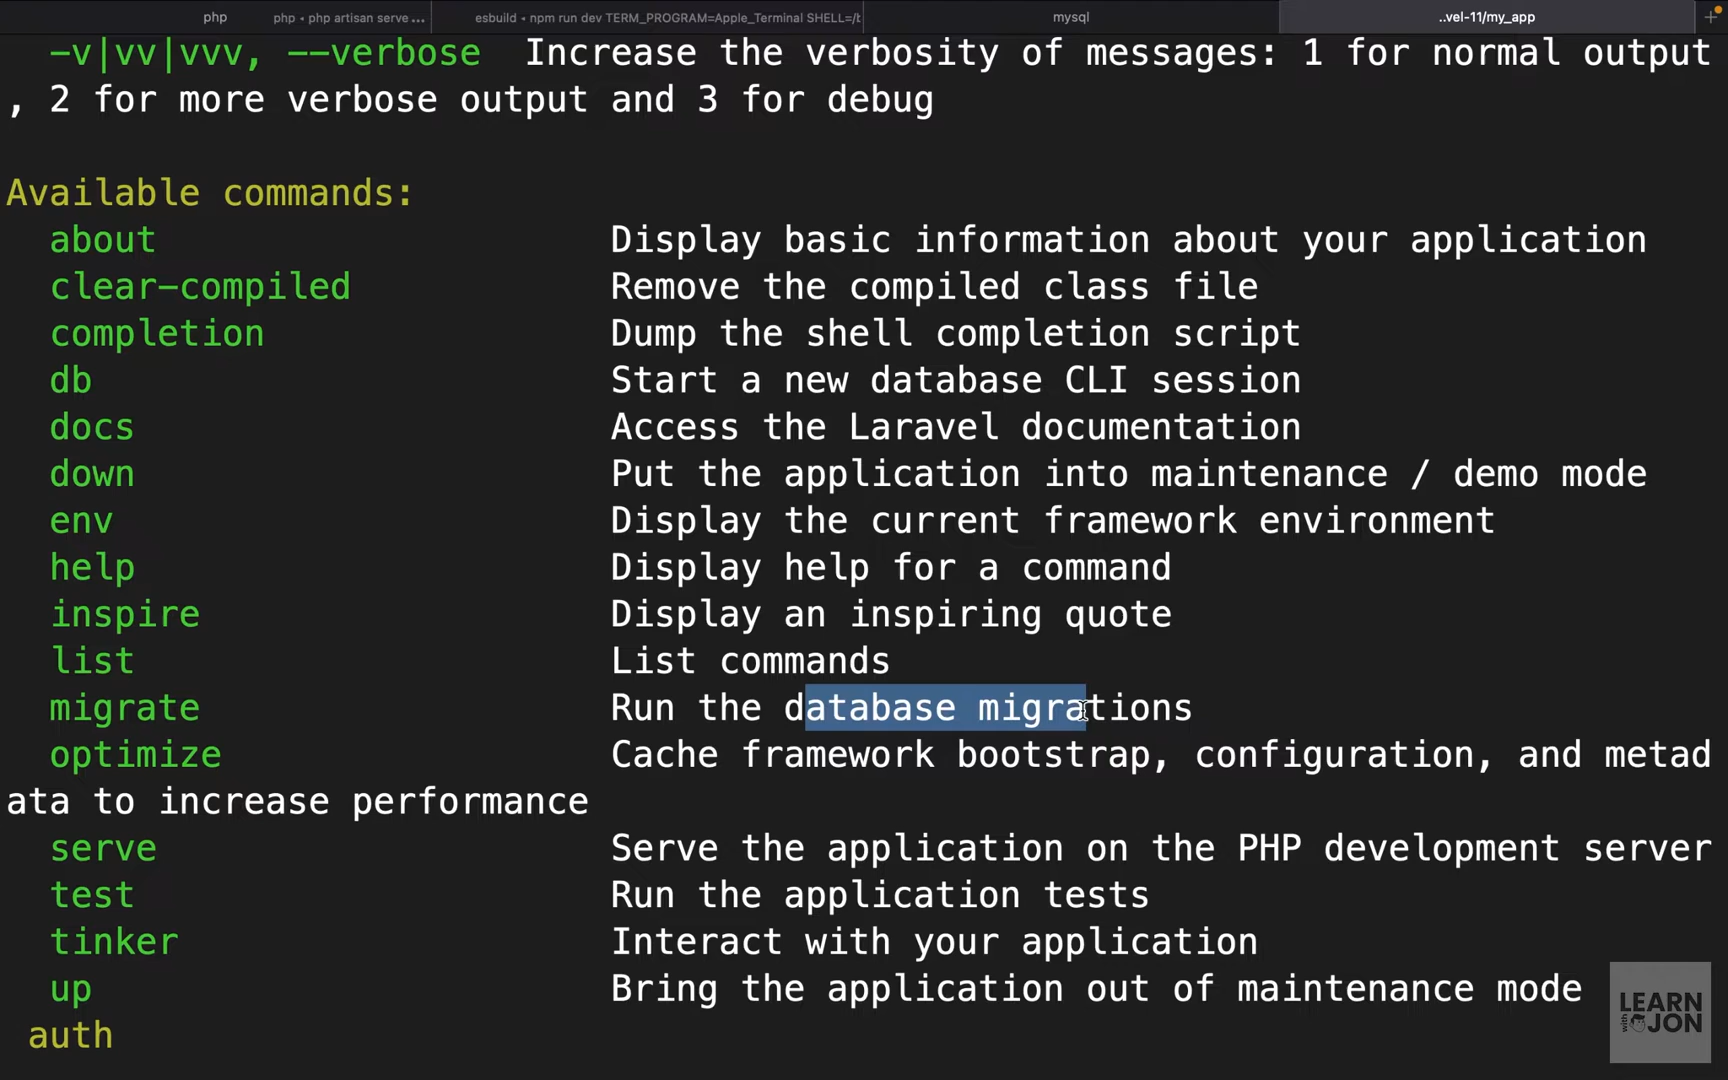 php
php • php artisan serve ...
esbuild • npm run dev TERM_PROGRAM=Apple_Terminal SHELL=/b
mysql
..vel-11/my_app
-v|vv|vvv, --verbose  Increase the verbosity of messages: 1 for normal output
, 2 for more verbose output and 3 for debug
Available commands:
about  Display basic information about your application
clear-compiled  Remove the compiled class file
completion  Dump the shell completion script
db  Start a new database CLI session
docs  Access the Laravel documentation
down  Put the application into maintenance / demo mode
env  Display the current framework environment
help  Display help for a command
inspire  Display an inspiring quote
list  List commands
migrate  Run the database migrations
optimize  Cache framework bootstrap, configuration, and metad
ata to increase performance
serve  Serve the application on the PHP development server
test  Run the application tests
tinker  Interact with your application
up  Bring the application out of maintenance mode
auth
LEARN
with JON